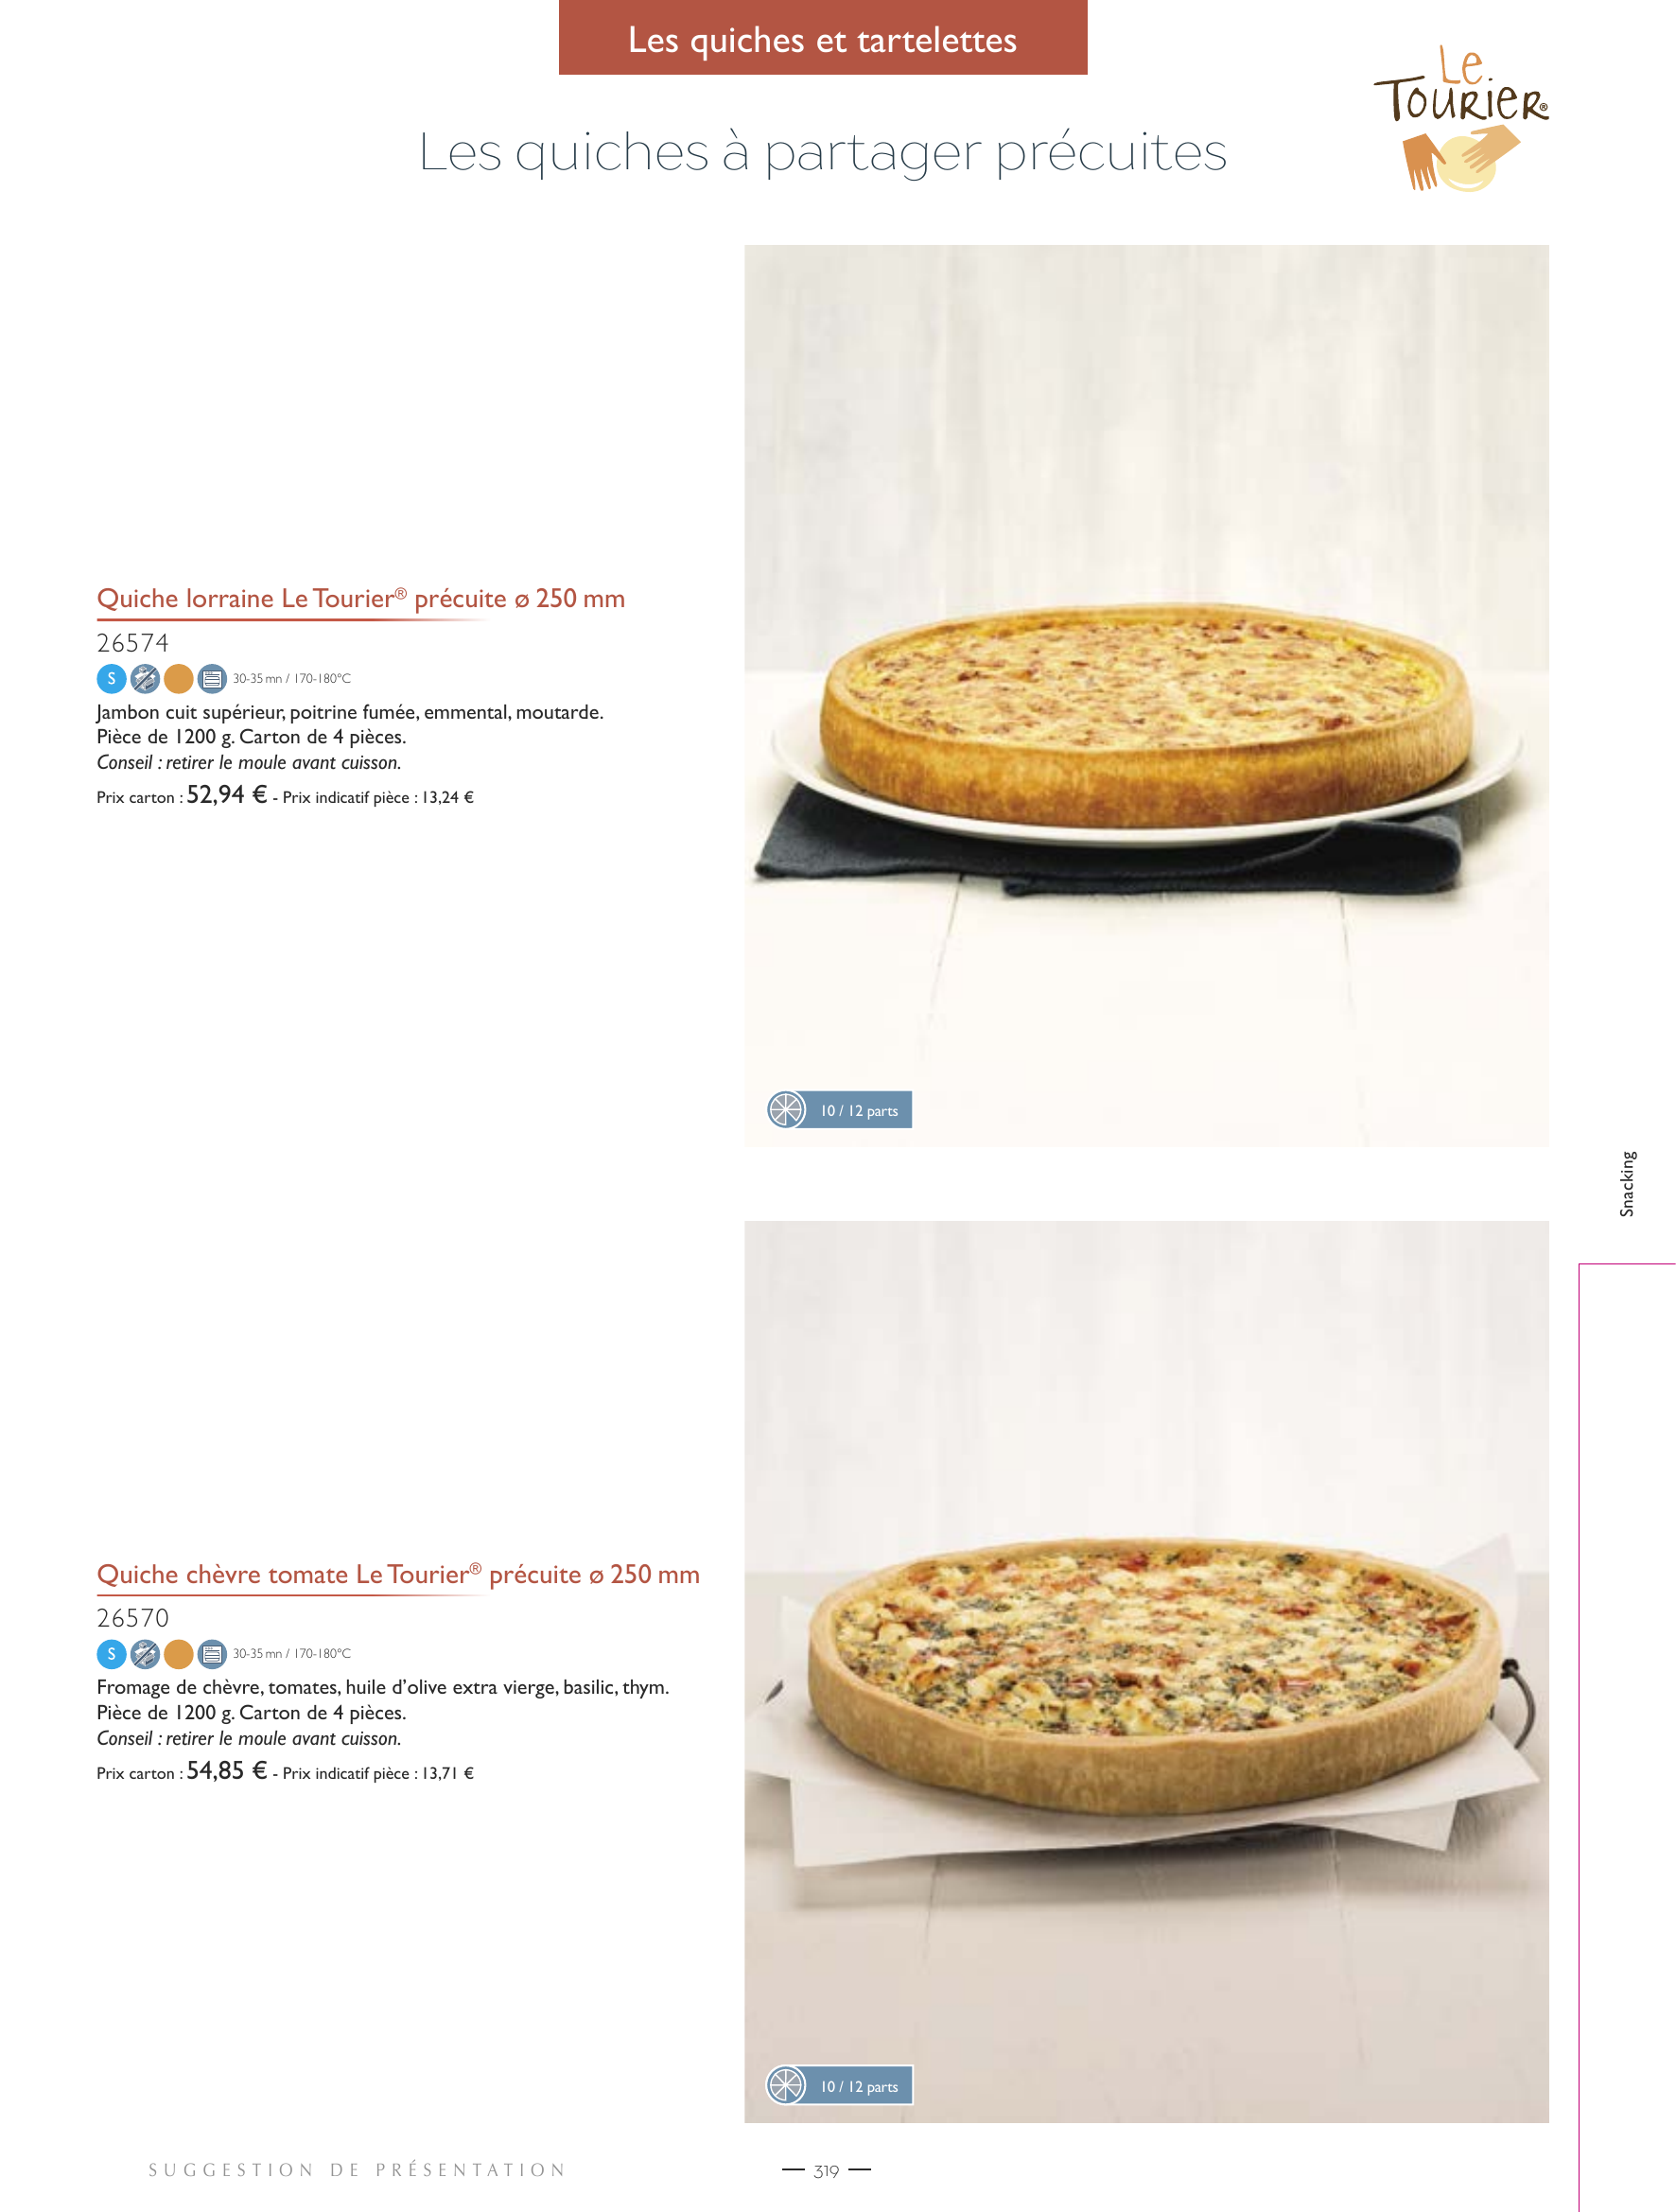 Les quiches et tartelettes
Le
Tourier®
Les quiches à partager précuites
Quiche lorraine Le Tourier® précuite ø 250 mm
26574
S 30-35 mn / 170-180°C
Jambon cuit supérieur, poitrine fumée, emmental, moutarde.
Pièce de 1200 g. Carton de 4 pièces.
Conseil : retirer le moule avant cuisson.
Prix carton : 52,94 € - Prix indicatif pièce : 13,24 €
10 / 12 parts
Snacking
Quiche chèvre tomate Le Tourier® précuite ø 250 mm
26570
S 30-35 mn / 170-180°C
Fromage de chèvre, tomates, huile d'olive extra vierge, basilic, thym.
Pièce de 1200 g. Carton de 4 pièces.
Conseil : retirer le moule avant cuisson.
Prix carton : 54,85 € - Prix indicatif pièce : 13,71 €
10 / 12 parts
SUGGESTION DE PRÉSENTATION
— 319 —